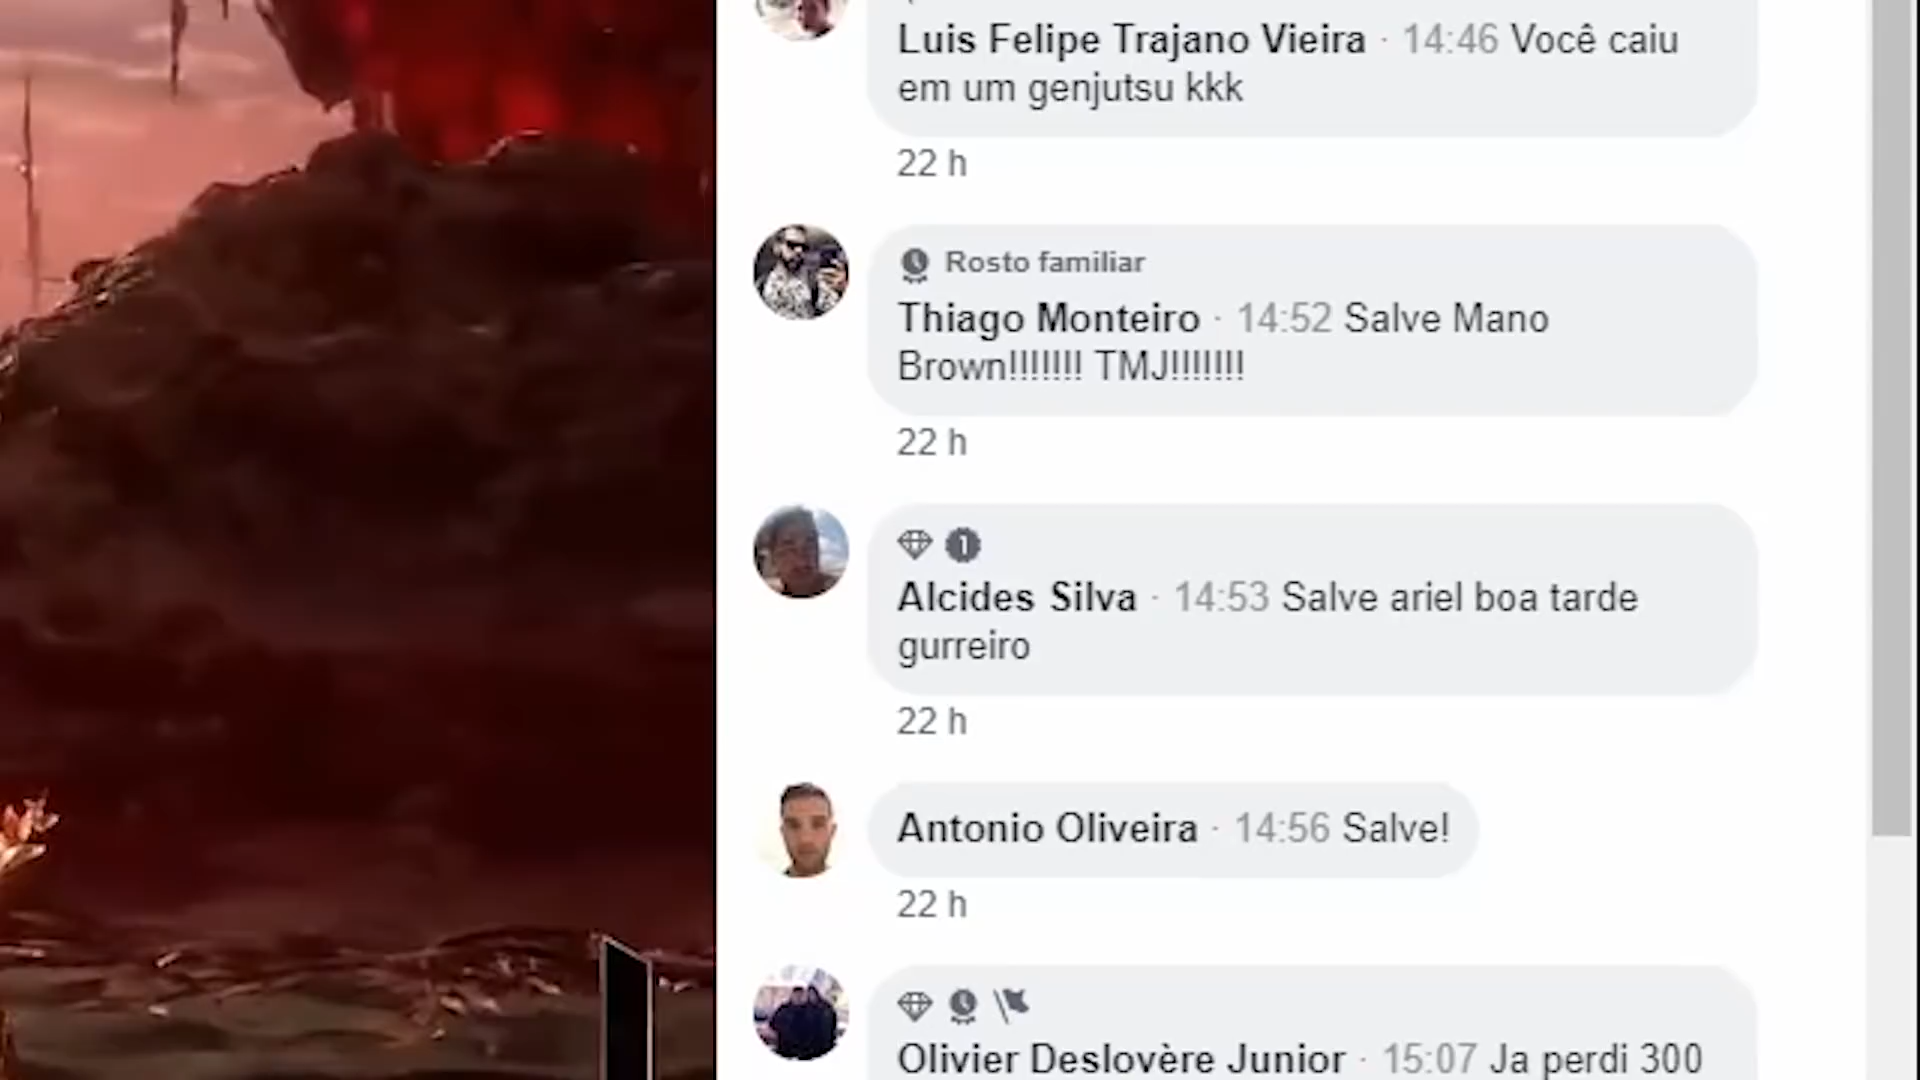 Luis Felipe Trajano Vieira · 14:46 Você caiu
em um genjutsu kkk
22 h
Rosto familiar
Thiago Monteiro · 14:52 Salve Mano
Brown!!!!!!! TMJ!!!!!!!
22 h
1
Alcides Silva · 14:53 Salve ariel boa tarde
gurreiro
22 h
Antonio Oliveira · 14:56 Salve!
22 h
Olivier Deslovère Junior · 15:07 Ja perdi 300